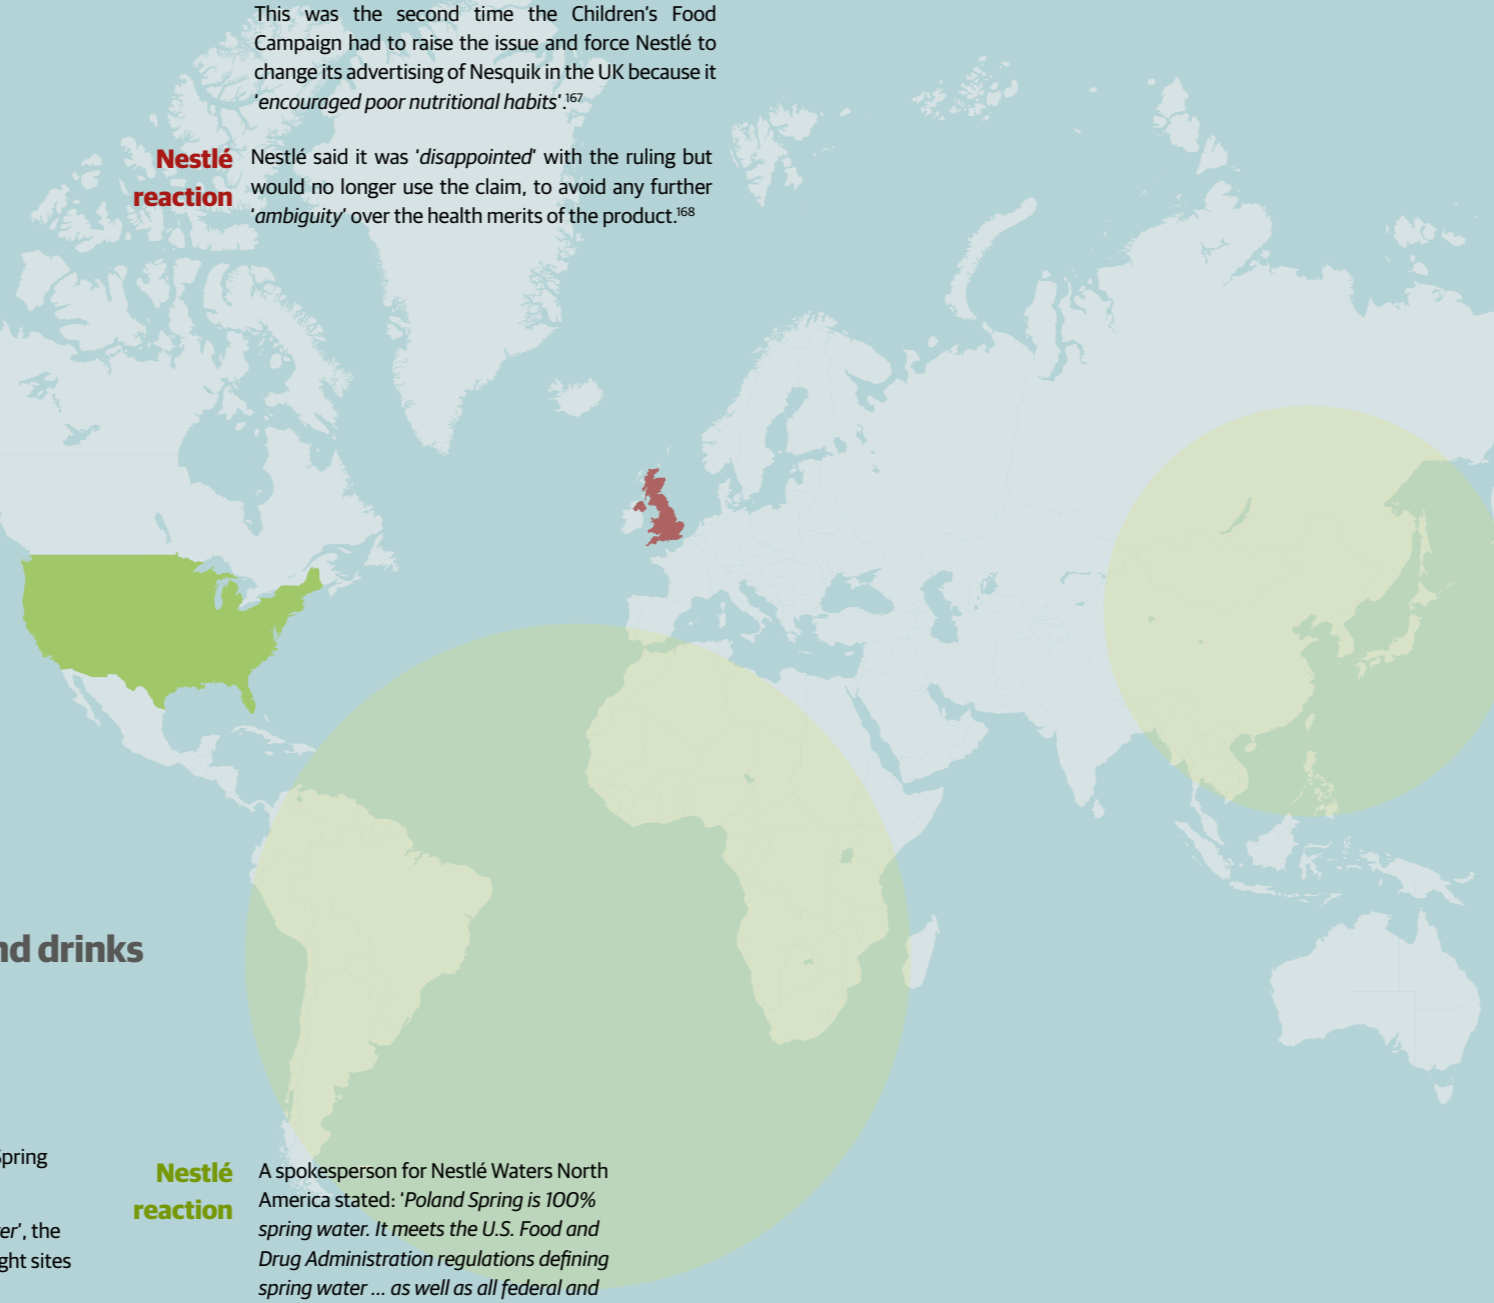 This was the second time the Children's Food
Campaign had to raise the issue and force Nestlé to
change its advertising of Nesquik in the UK because it
'encouraged poor nutritional habits'.167
Nestlé
reaction
Nestlé said it was 'disappointed' with the ruling but
would no longer use the claim, to avoid any further
'ambiguity' over the health merits of the product.168
nd drinks
Spring
er', the
ght sites
Nestlé
reaction
A spokesperson for Nestlé Waters North
America stated: 'Poland Spring is 100%
spring water. It meets the U.S. Food and
Drug Administration regulations defining
spring water ... as well as all federal and